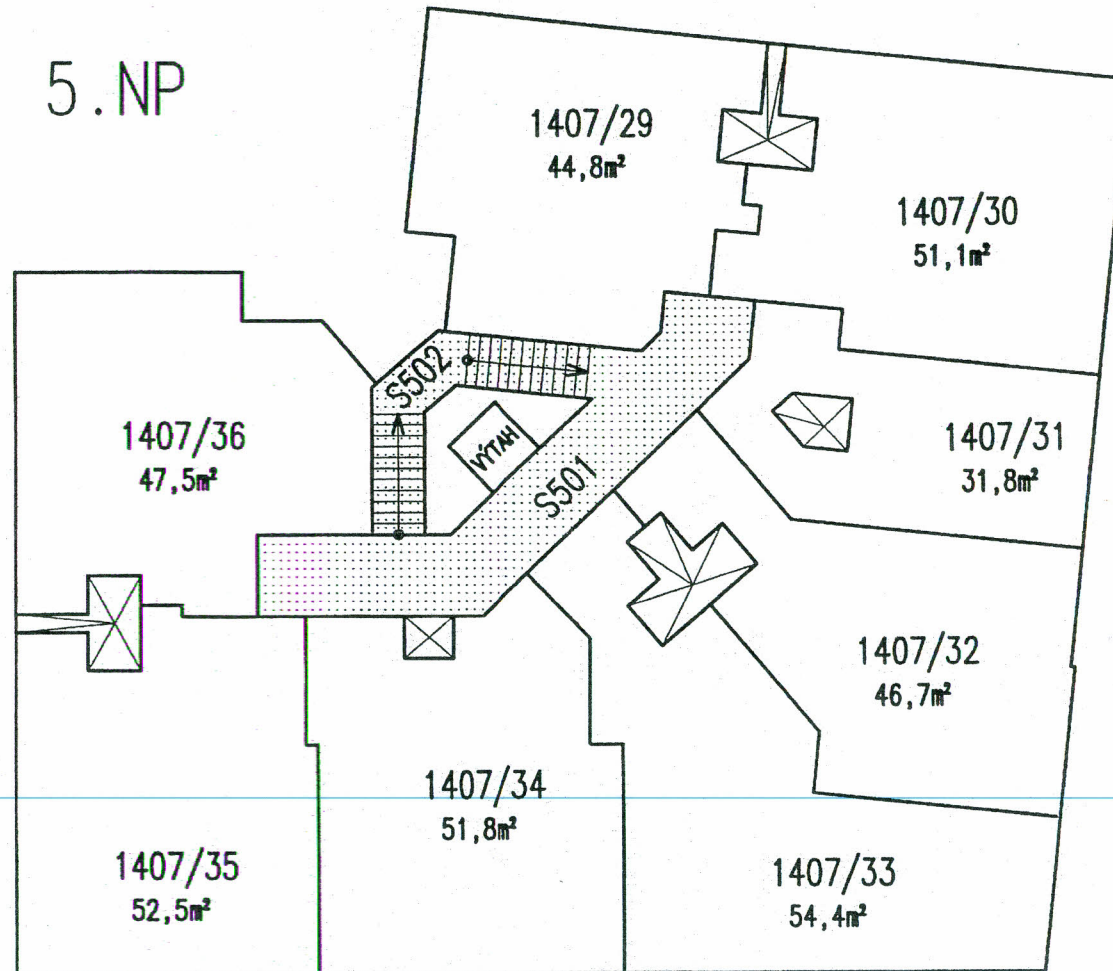 5.NP
1407/29
44,8m²
1407/30
51,1m²
S502
1407/36
47,5m²
VÝTAH
S501
1407/31
31,8m²
1407/32
46,7m²
1407/34
51,8m²
1407/35
52,5m²
1407/33
54,4m²